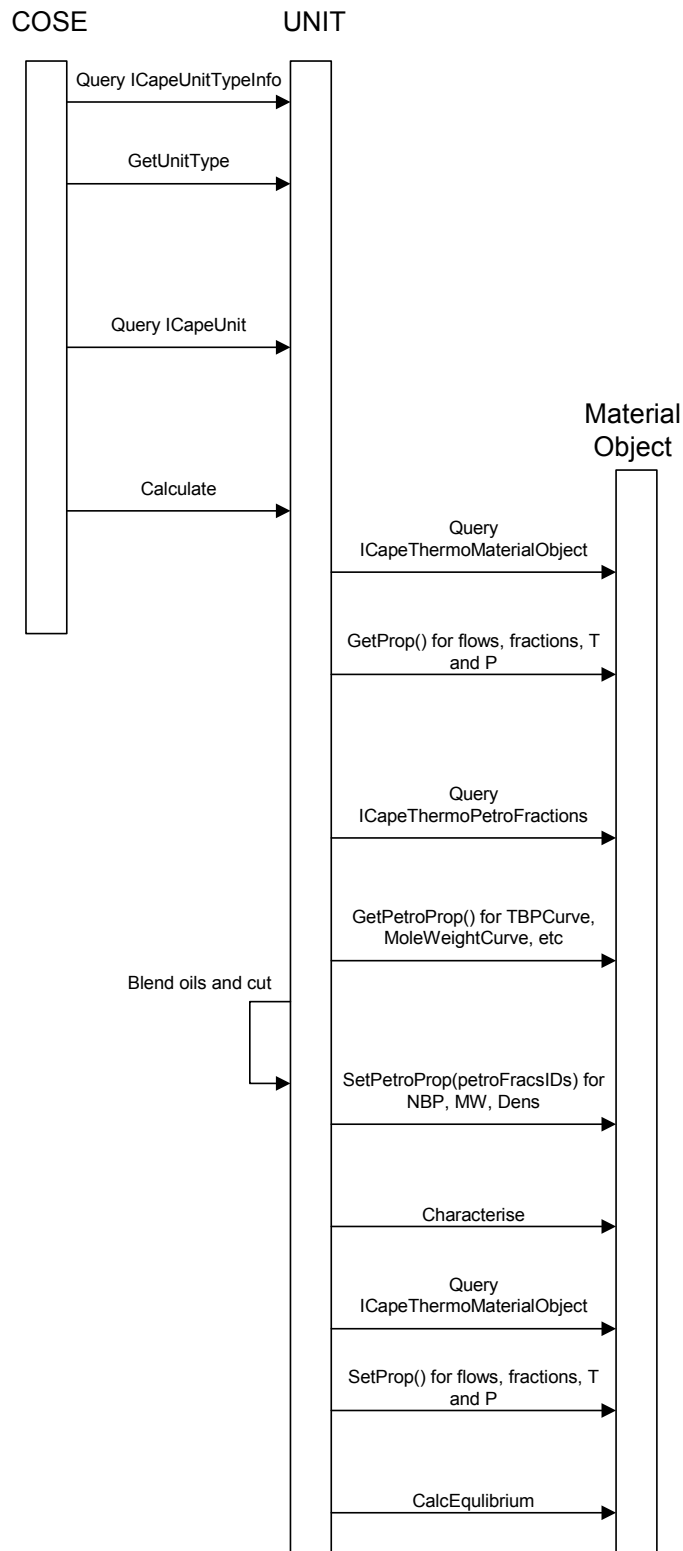 COSE
UNIT
Query ICapeUnitTypeInfo
GetUnitType
Query ICapeUnit
Material
Object
Calculate
Query
ICapeThermoMaterialObject
GetProp() for flows, fractions, T
and P
Query
ICapeThermoPetroFractions
GetPetroProp() for TBPCurve,
MoleWeightCurve, etc
Blend oils and cut
SetPetroProp(petroFracsIDs) for
NBP, MW, Dens
Characterise
Query
ICapeThermoMaterialObject
SetProp() for flows, fractions, T
and P
CalcEqulibrium